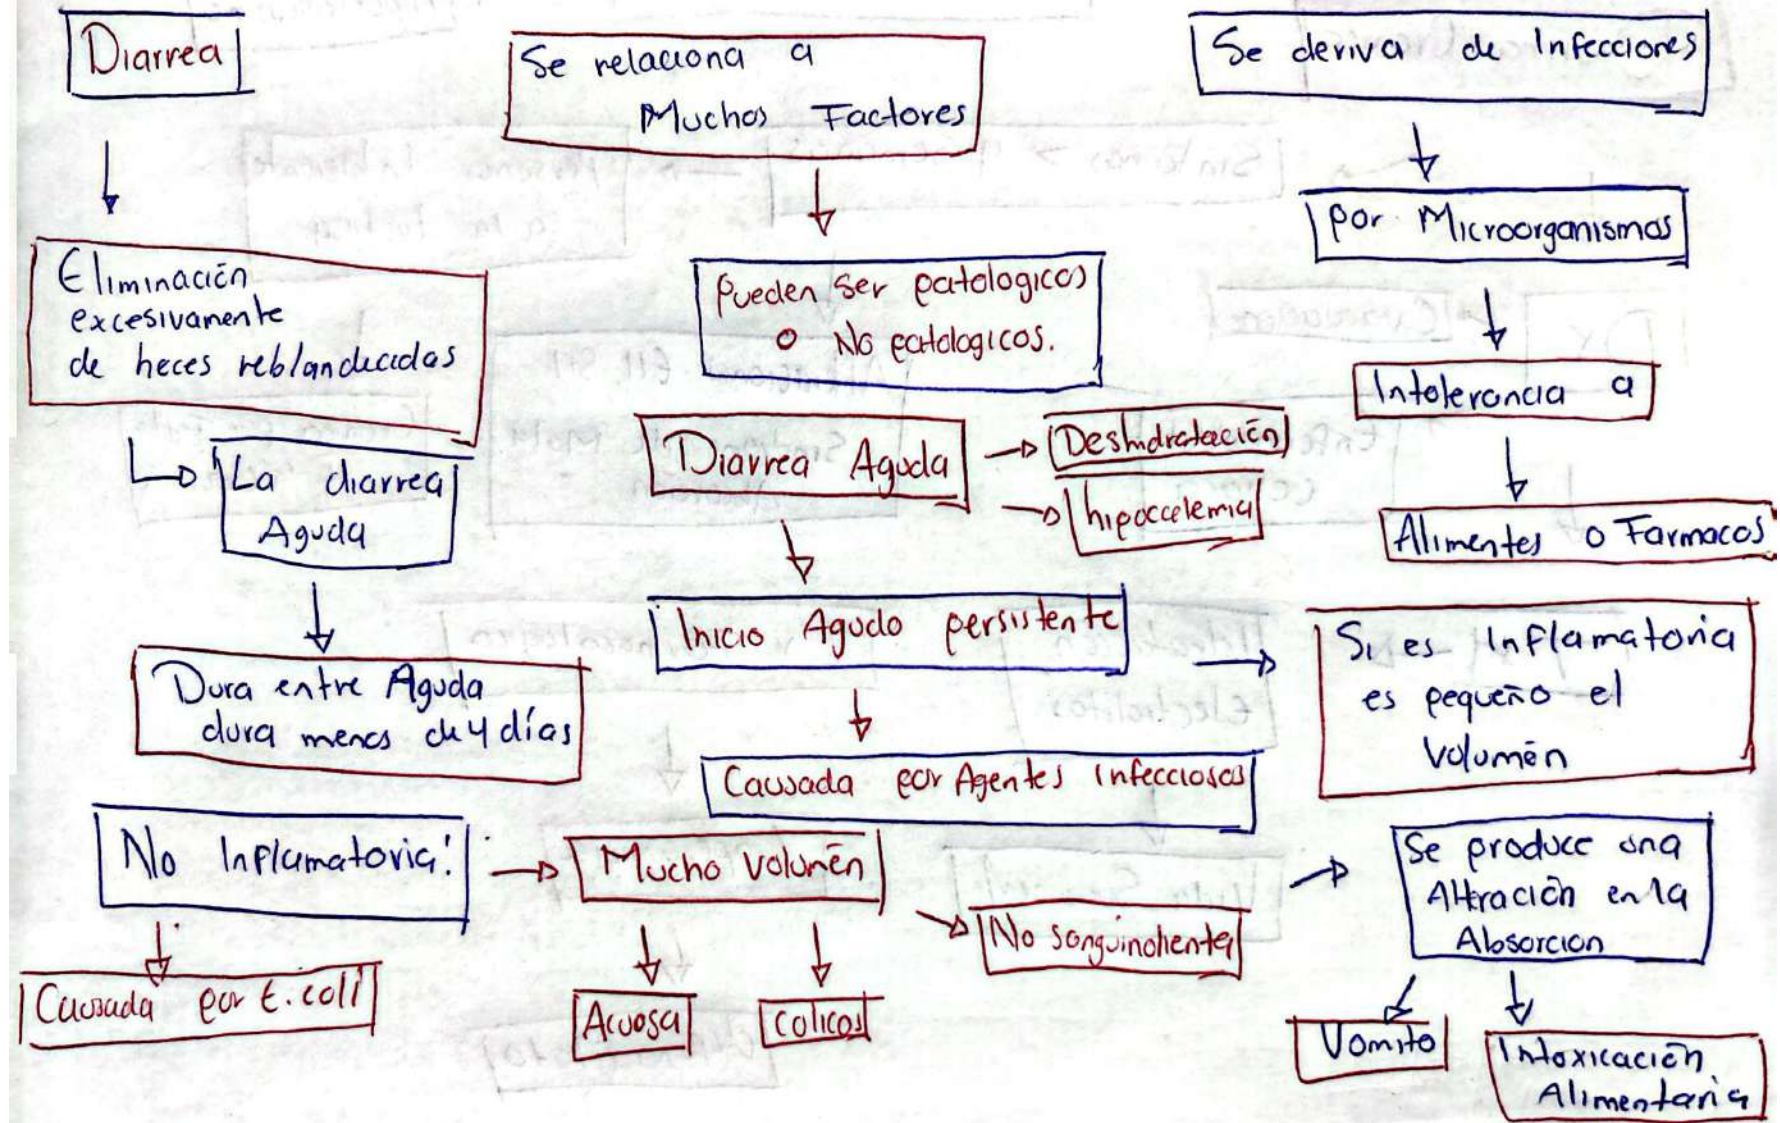 Diarrea
Eliminación
excesivamente
de heces reblandecidas
La diarrea
Aguda
Dura entre Aguda
dura menos de 4 días
No Inflamatoria!
Causada por E. coli
Se relaciona a
Muchos Factores
Pueden ser patologicos
o No patologicos.
Diarrea Aguda
Deshidratación
hipoccelemia
Inicio Agudo persistente
Causada por Agentes infecciosos
Mucho Volumén
No sanguinolienta
Acuosa
Colicos
Se deriva de Infecciones
por Microorganismos
Intolerancia a
Alimentos o Farmacos
Si es Inflamatoria
es pequeño el
Volumén
Se produce una
Altración en la
Absorcion
Vomito
Intoxicación
Alimentaria